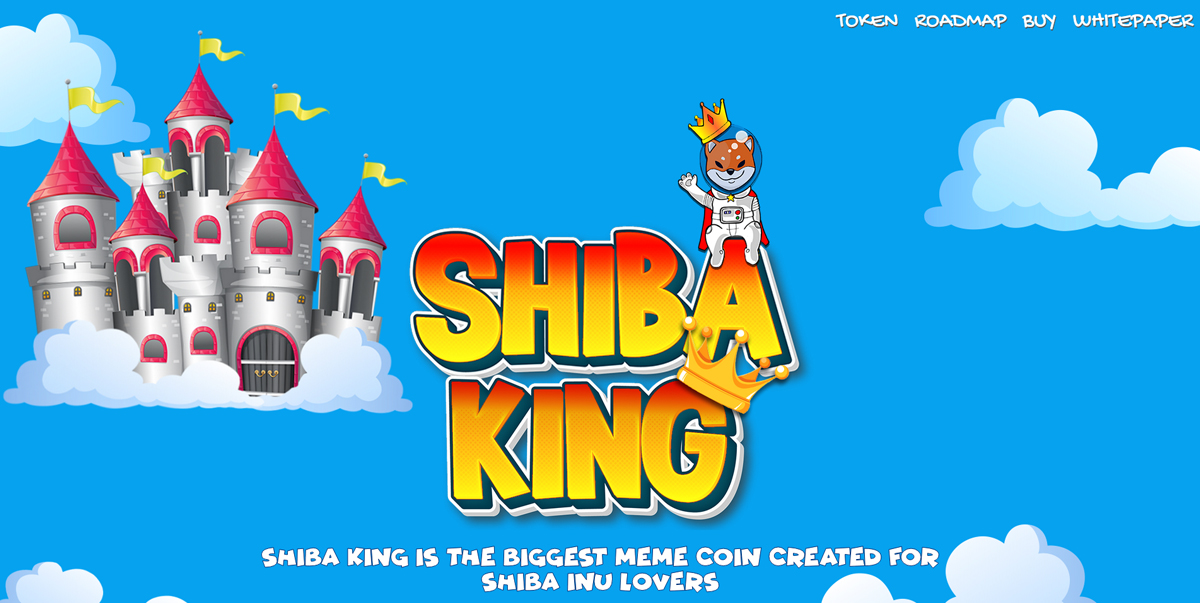 TOKEN ROADMAP BUY WHITEPAPER
SHIBA
KING
SHIBA KING IS THE BIGGEST MEME COIN CREATED FOR
SHIBA INU LOVERS